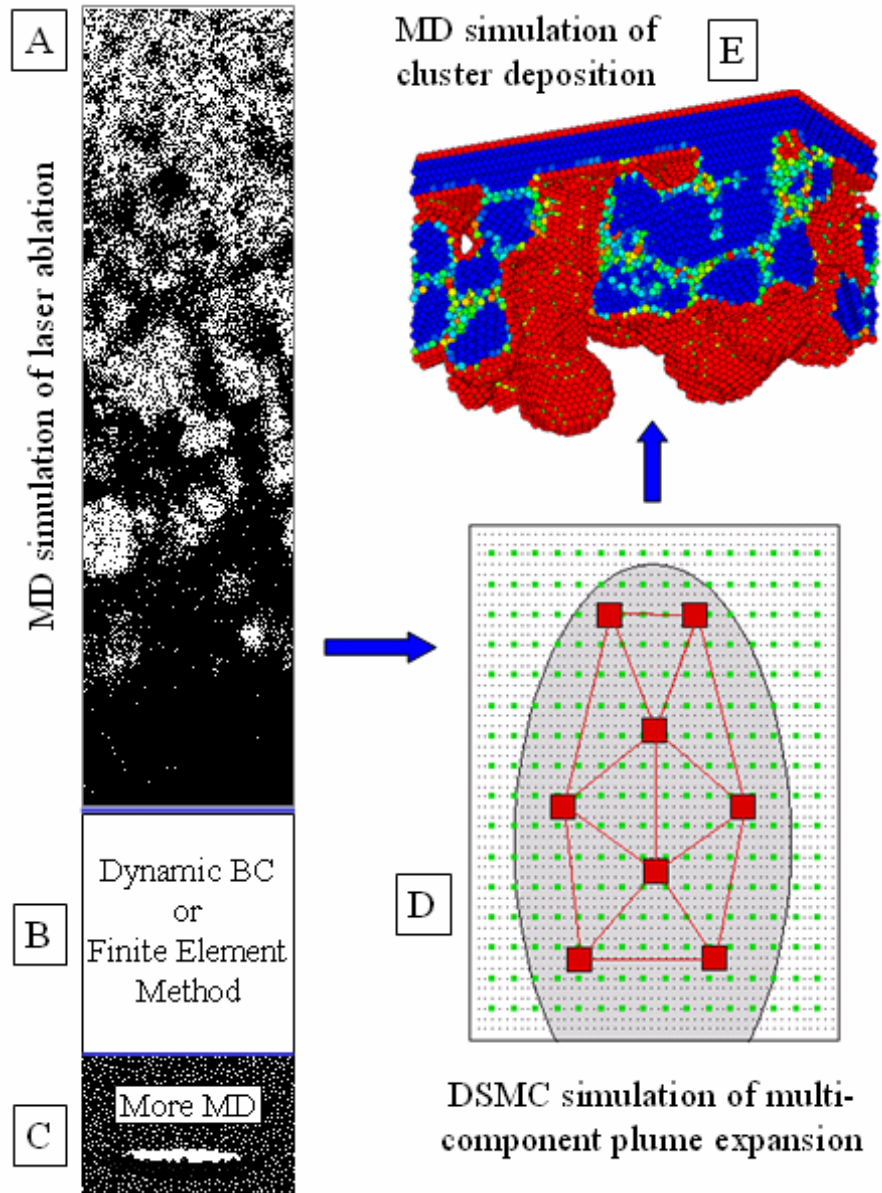 A
MD simulation of laser ablation
B
Dynamic BC
or
Finite Element
Method
C
More MD
MD simulation of
cluster deposition
E
D
DSMC simulation of multi-
component plume expansion